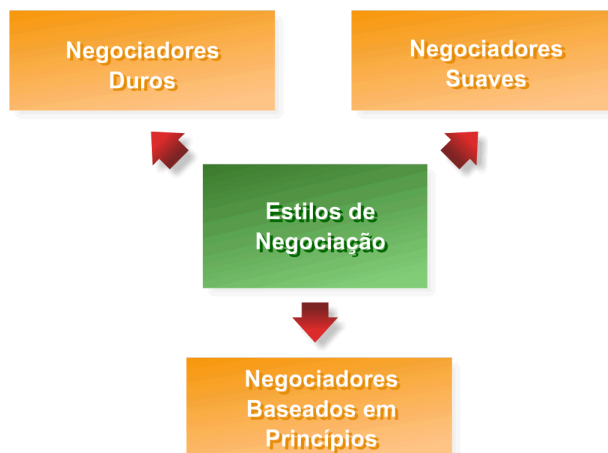 Negociadores
Duros
Negociadores
Suaves
Estilos de
Negociação
Negociadores
Baseados em
Princípios